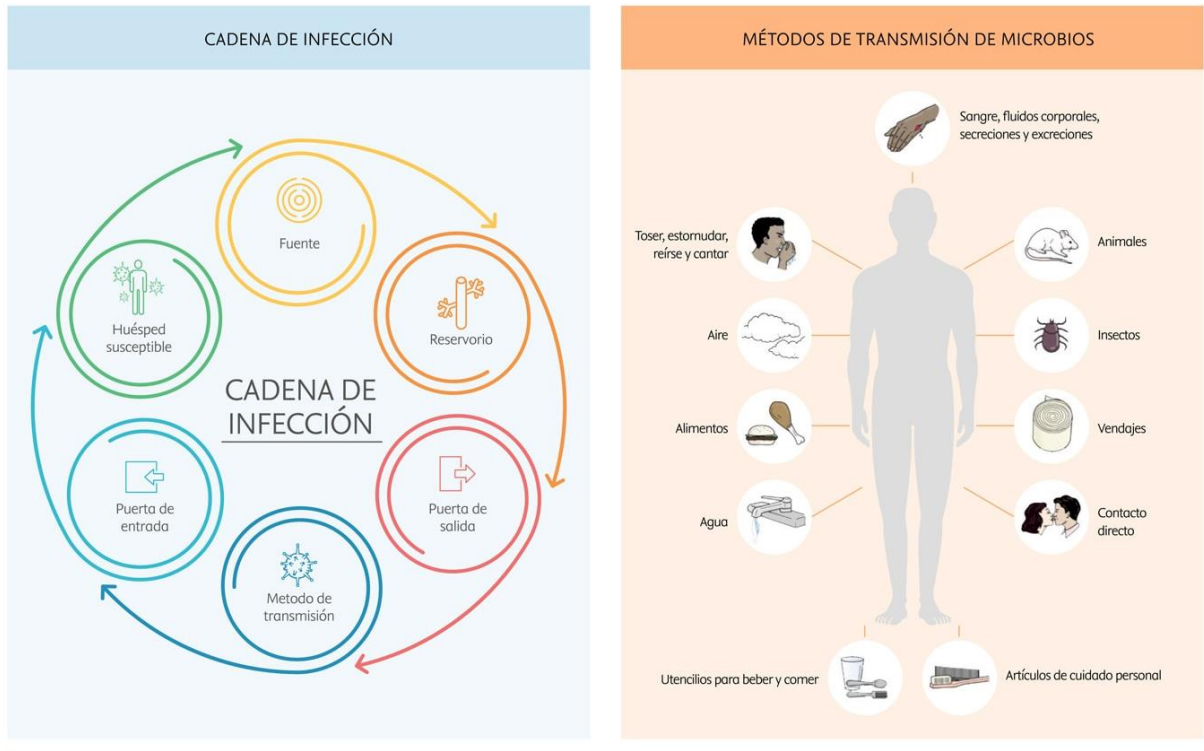 CADENA DE INFECCIÓN
Fuente
Reservorio
Puerta de
salida
Metodo de
transmisión
Puerta de
entrada
Huésped
susceptible
CADENA DE
INFECCIÓN
MÉTODOS DE TRANSMISIÓN DE MICROBIOS
Sangre, fluidos corporales,
secreciones y excreciones
Toser, estornudar,
reírse y cantar
Animales
Aire
Insectos
Alimentos
Vendajes
Agua
Contacto
directo
Utencilios para beber y comer
Artículos de cuidado personal